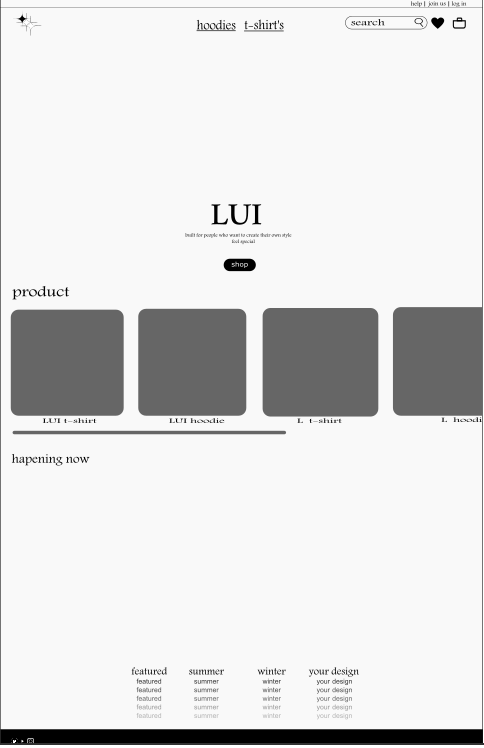 help | join us | log in
hoodies t-shirt's
search
LUI
built for people who want to create their own style
feel special
shop
product
LUI t-shirt LUI hoodie L t-shirt L hoodi
hapening now
featured summer winter your design
featured summer winter your design
featured summer winter your design
featured summer winter your design
featured summer winter your design
featured summer winter your design